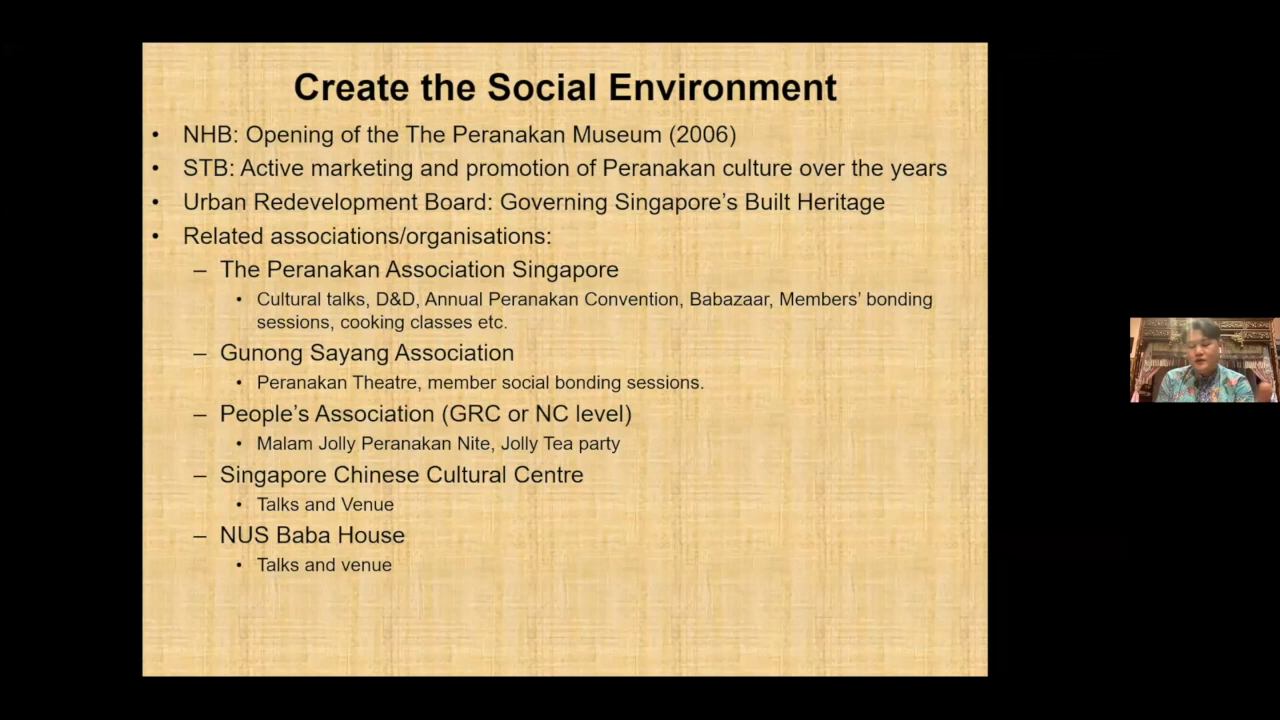 Create the Social Environment
• NHB: Opening of the The Peranakan Museum (2006)
• STB: Active marketing and promotion of Peranakan culture over the years
• Urban Redevelopment Board: Governing Singapore's Built Heritage
• Related associations/organisations:
– The Peranakan Association Singapore
• Cultural talks, D&D, Annual Peranakan Convention, Babazaar, Members' bonding
sessions, cooking classes etc.
– Gunong Sayang Association
• Peranakan Theatre, member social bonding sessions.
– People's Association (GRC or NC level)
• Malam Jolly Peranakan Nite, Jolly Tea party
– Singapore Chinese Cultural Centre
• Talks and Venue
– NUS Baba House
• Talks and venue